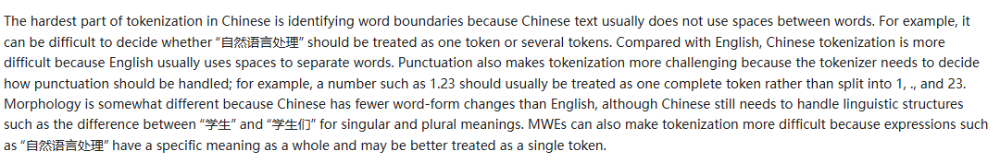 The hardest part of tokenization in Chinese is identifying word boundaries because Chinese text usually does not use spaces between words. For example, it
can be difficult to decide whether “自然语言处理” should be treated as one token or several tokens. Compared with English, Chinese tokenization is more
difficult because English usually uses spaces to separate words. Punctuation also makes tokenization more challenging because the tokenizer needs to decide
how punctuation should be handled; for example, a number such as 1.23 should usually be treated as one complete token rather than split into 1, ., and 23.
Morphology is somewhat different because Chinese has fewer word-form changes than English, although Chinese still needs to handle linguistic structures
such as the difference between “学生” and “学生们” for singular and plural meanings. MWEs can also make tokenization more difficult because expressions such
as “自然语言处理” have a specific meaning as a whole and may be better treated as a single token.